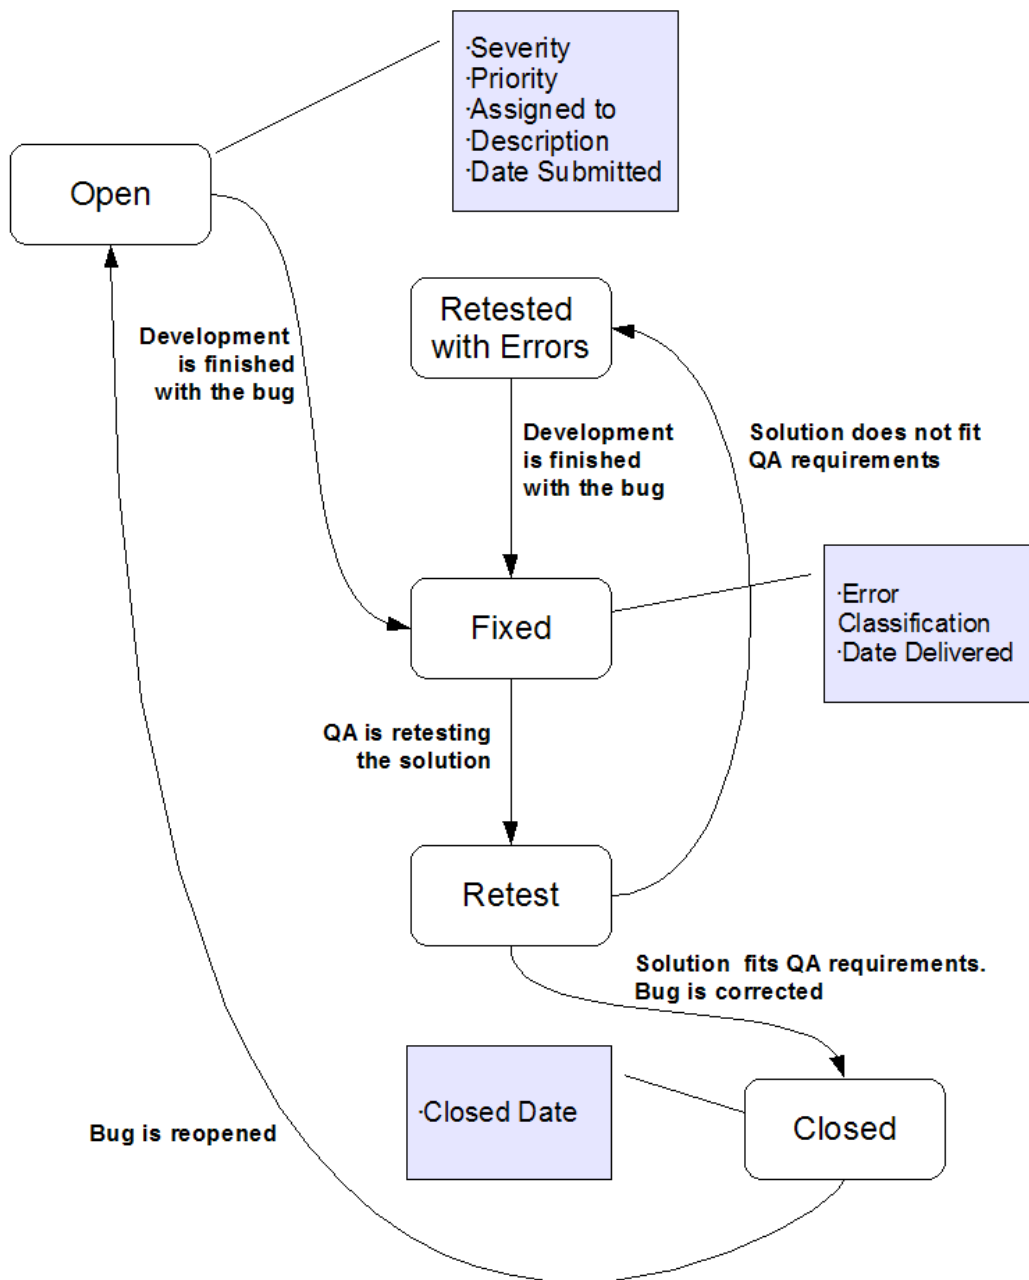 ·Severity
·Priority
·Assigned to
·Description
·Date Submitted
Open
Retested
with Errors
Development
is finished
with the bug
Development
is finished
with the bug
Solution does not fit
QA requirements
·Error
Classification
·Date Delivered
Fixed
QA is retesting
the solution
Retest
Solution  fits QA requirements.
Bug is corrected
·Closed Date
Closed
Bug is reopened